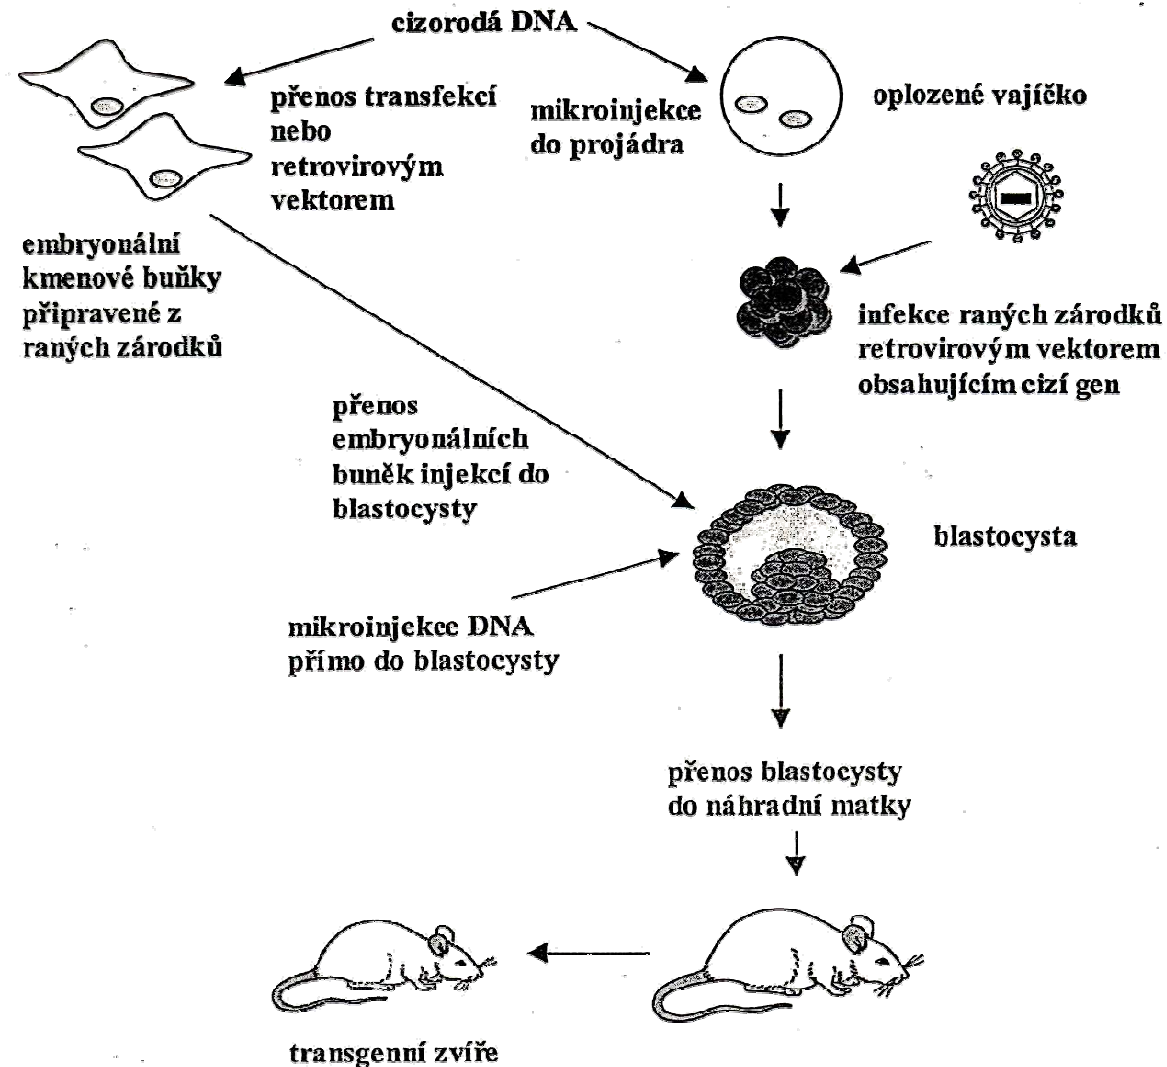 cizorodá DNA
přenos transfekcí
nebo
retrovirovým
vektorem
mikroinjekce
do projádra
oplozené vajíčko
embryonální
kmenové buňky
připravené z
raných zárodků
infekce raných zárodků
retrovirovým vektorem
obsahujícím cizí gen
přenos
embryonálních
buněk injekcí do
blastocysty
blastocysta
mikroinjekce DNA
přímo do blastocysty
přenos blastocysty
do náhradní matky
transgenní zvíře